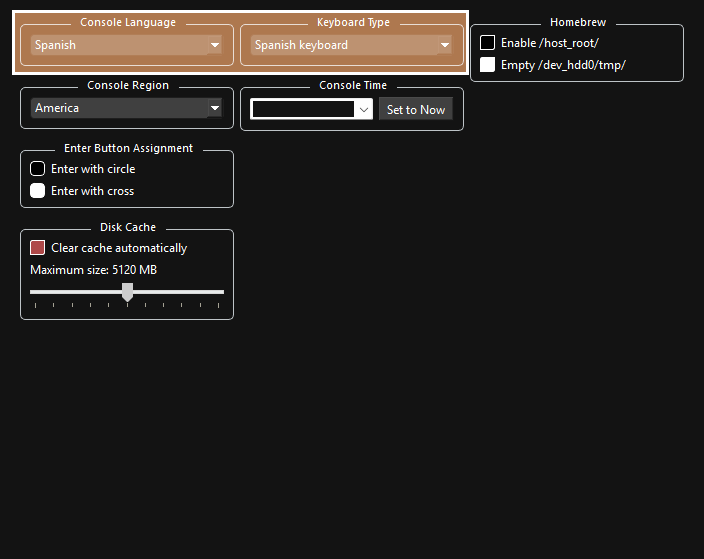 Console Language
Spanish
Keyboard Type
Spanish keyboard
Homebrew
Enable /host_root/
Empty /dev_hdd0/tmp/
Console Region
America
Console Time
Set to Now
Enter Button Assignment
Enter with circle
Enter with cross
Disk Cache
Clear cache automatically
Maximum size: 5120 MB